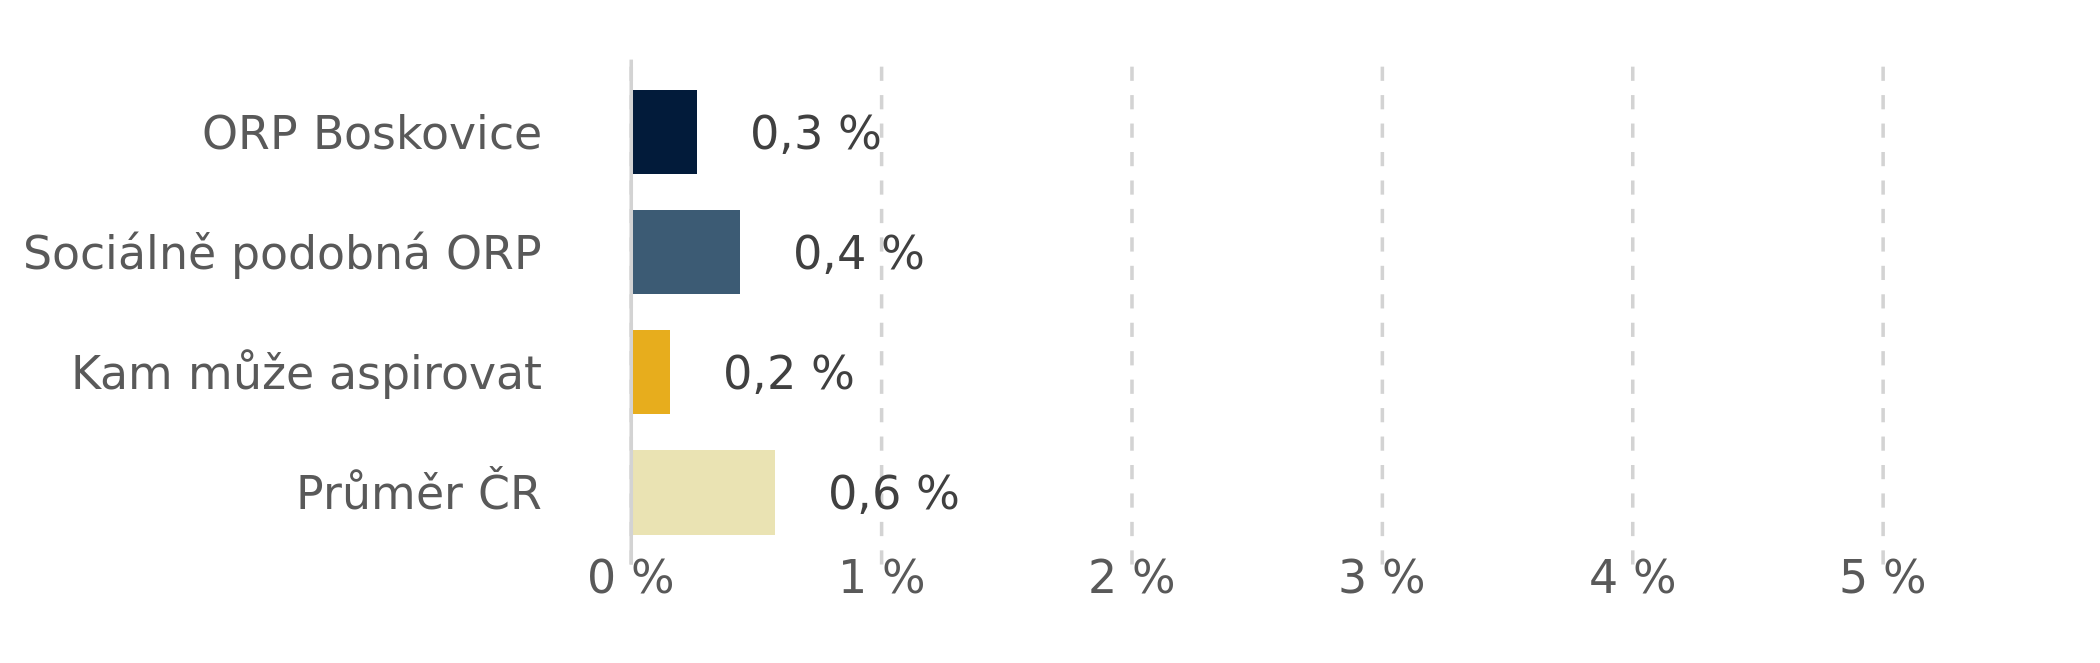 ORP Boskovice 0,3 %
Sociálně podobná ORP 0,4 %
Kam může aspirovat 0,2 %
Průměr ČR 0,6 %
0 % 1 % 2 % 3 % 4 % 5 %